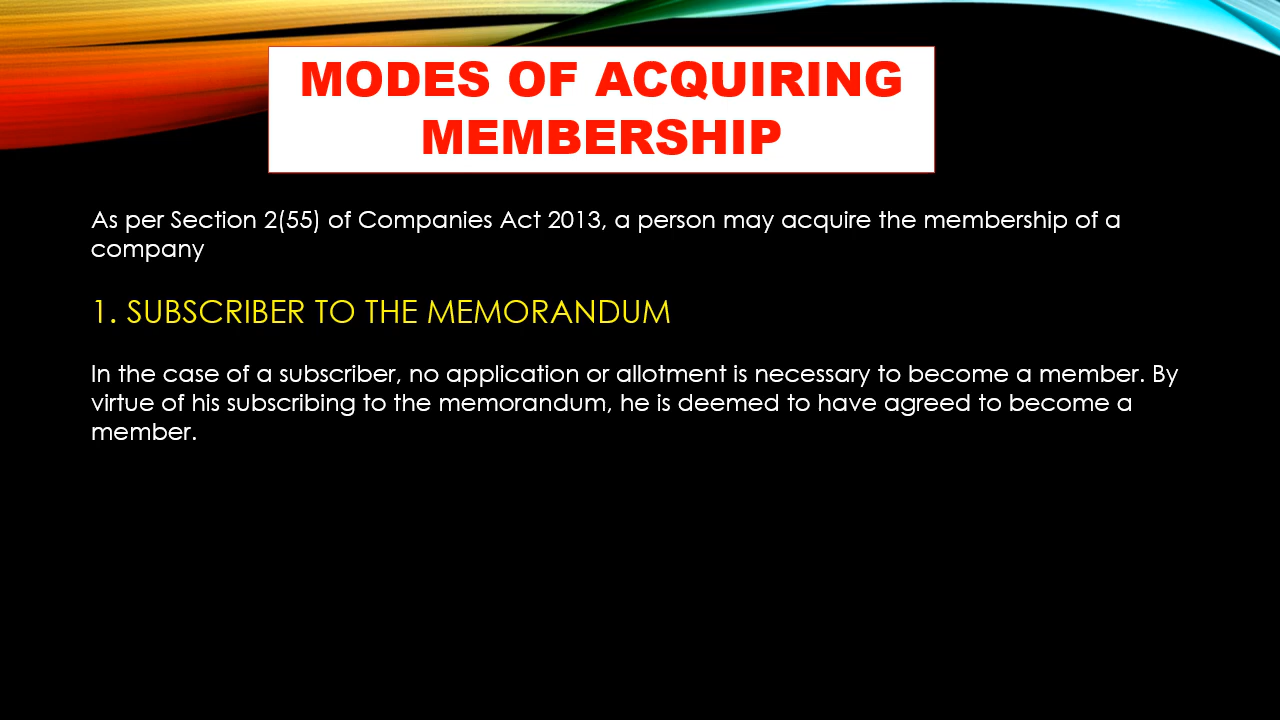 MODES OF ACQUIRING
MEMBERSHIP
As per Section 2(55) of Companies Act 2013, a person may acquire the membership of a
company
1. SUBSCRIBER TO THE MEMORANDUM
In the case of a subscriber, no application or allotment is necessary to become a member. By
virtue of his subscribing to the memorandum, he is deemed to have agreed to become a
member.